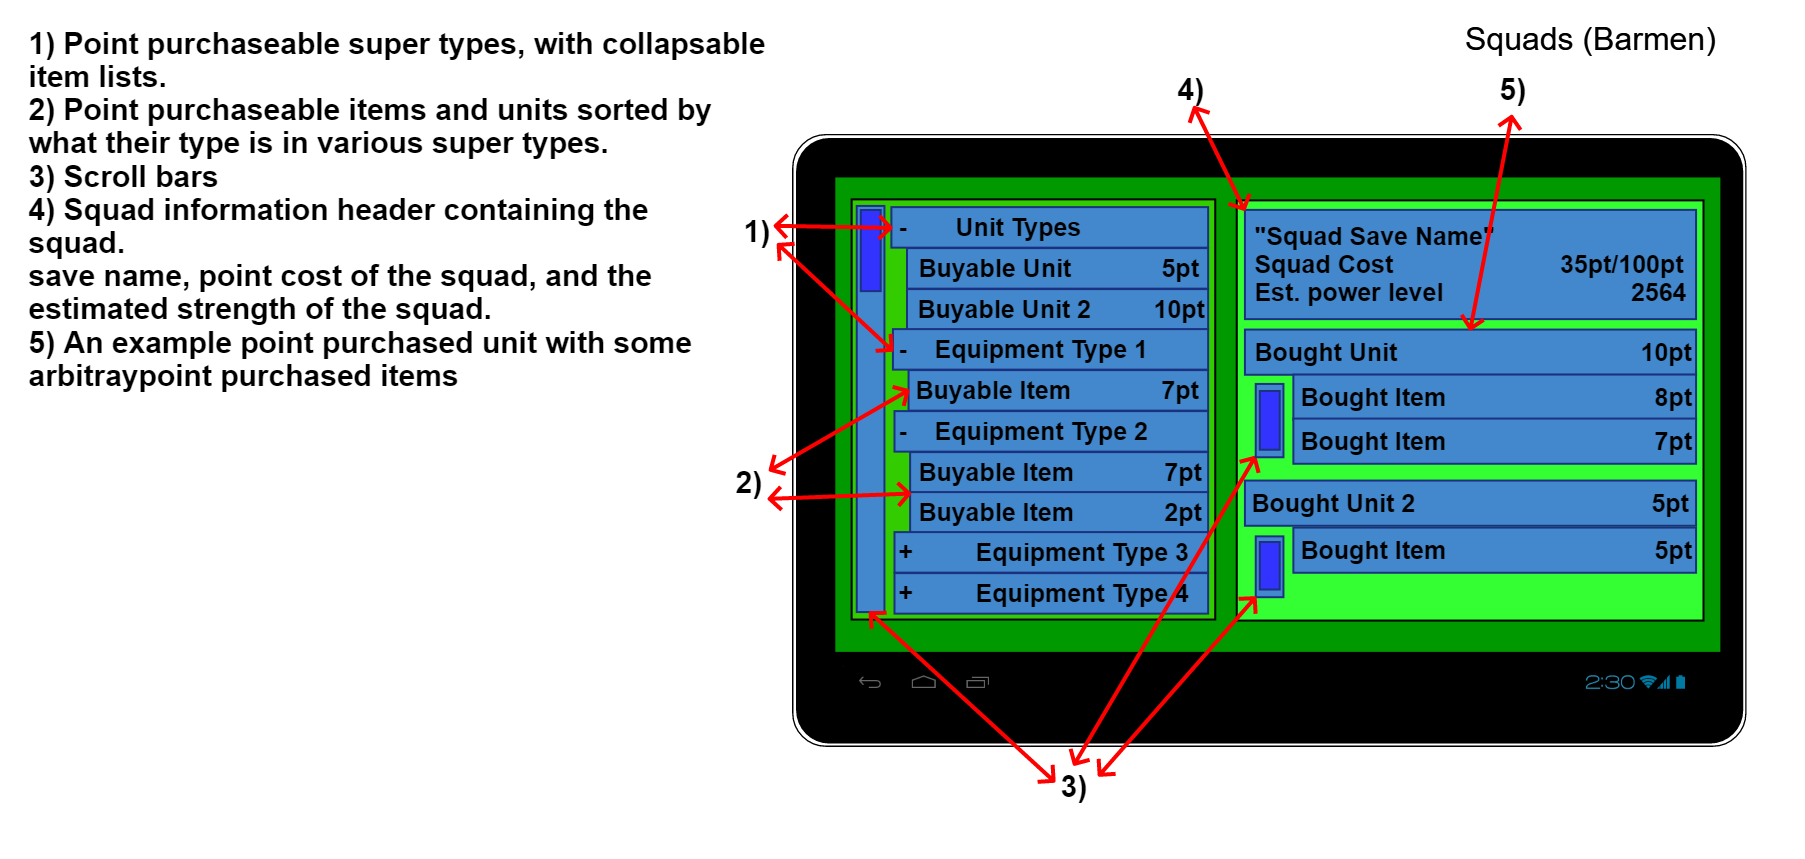 1) Point purchaseable super types, with collapsable
item lists.
2) Point purchaseable items and units sorted by
what their type is in various super types.
3) Scroll bars
4) Squad information header containing the
squad.
save name, point cost of the squad, and the
estimated strength of the squad.
5) An example point purchased unit with some
arbitraypoint purchased items
Squads (Barmen)
4)
5)
1)
2)
3)
- Unit Types
Buyable Unit 5pt
Buyable Unit 2 10pt
- Equipment Type 1
Buyable Item 7pt
- Equipment Type 2
Buyable Item 7pt
Buyable Item 2pt
+ Equipment Type 3
+ Equipment Type 4
"Squad Save Name"
Squad Cost 35pt/100pt
Est. power level 2564
Bought Unit 10pt
Bought Item 8pt
Bought Item 7pt
Bought Unit 2 5pt
Bought Item 5pt
2:30